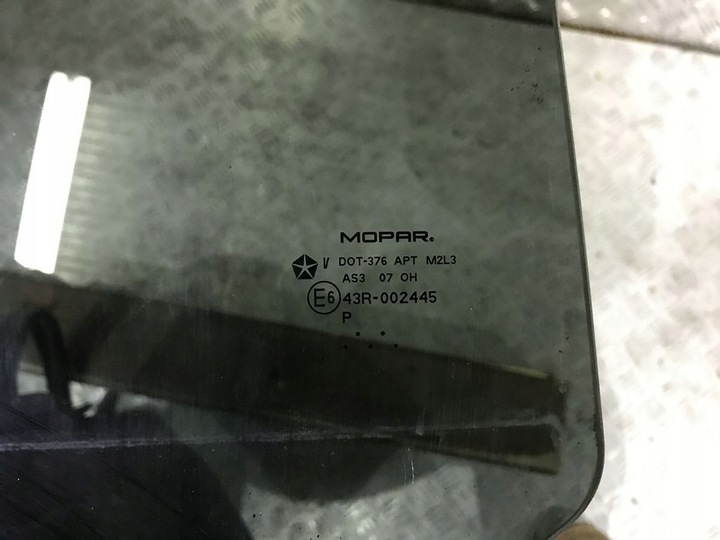 MOPAR.
V DOT-376 APT M2L3
AS3 07 OH
E6 43R-002445
P